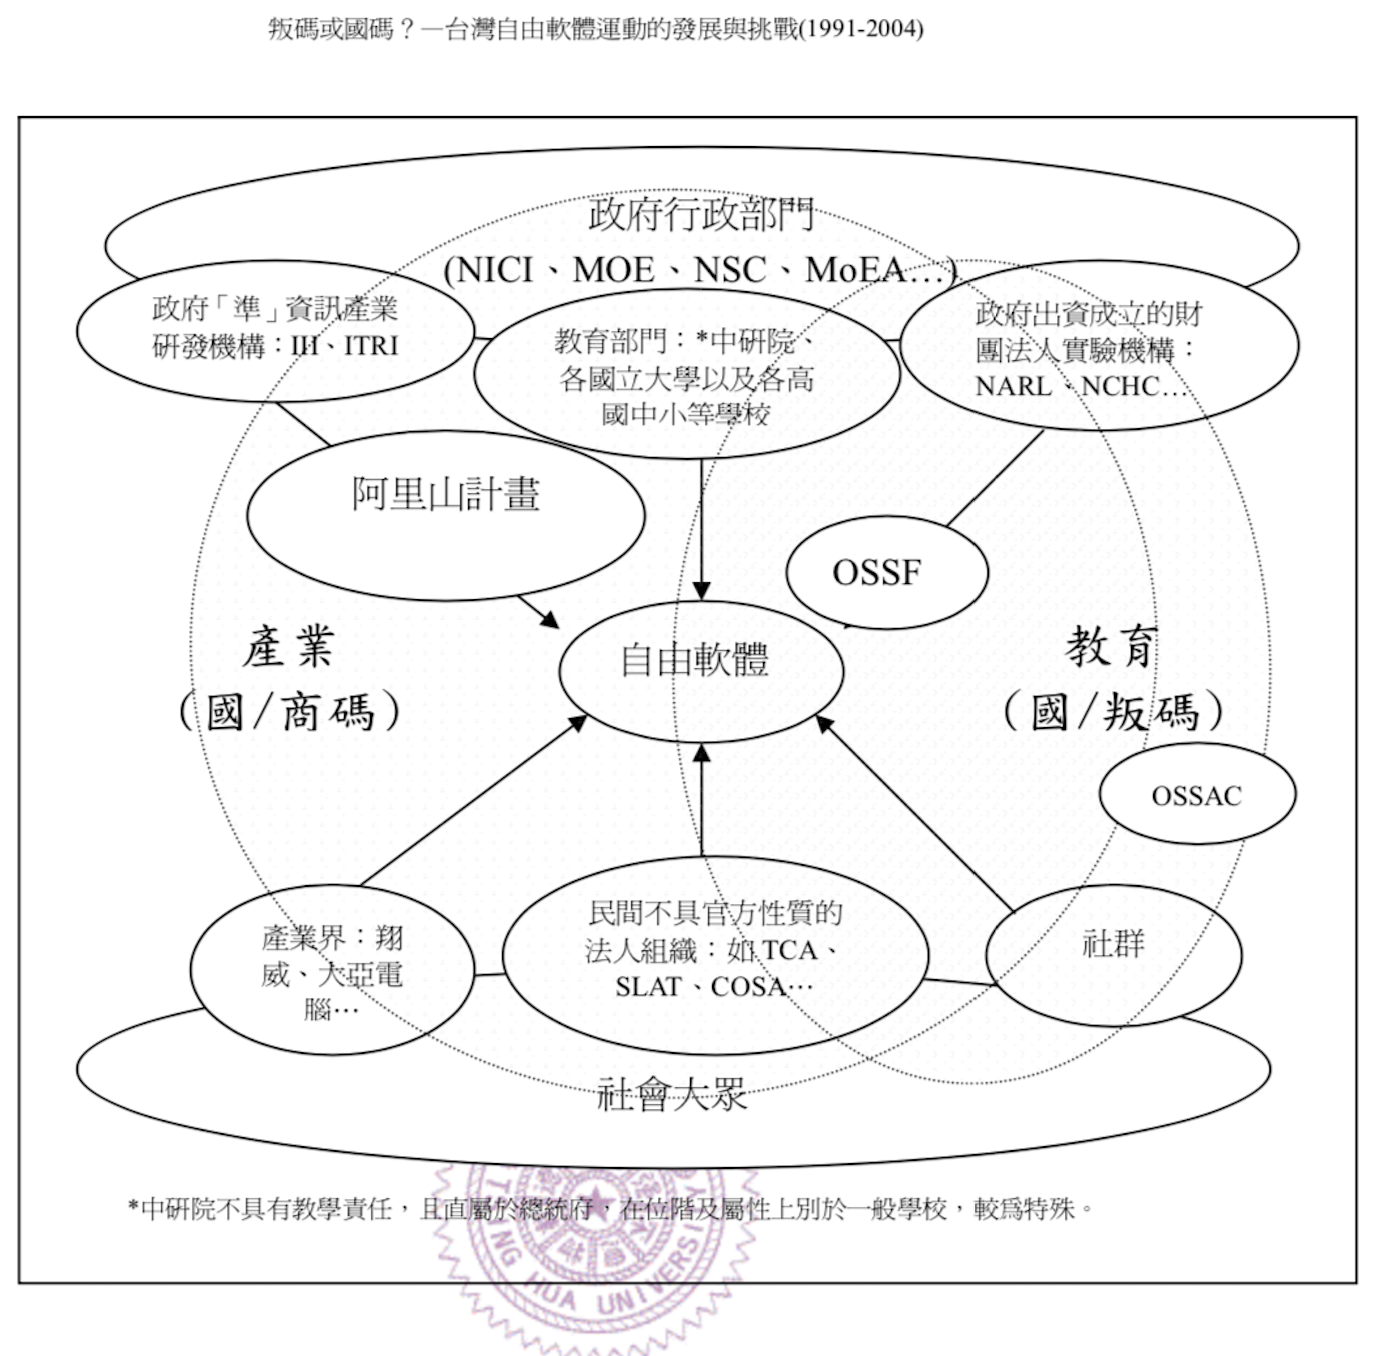 叛碼或國碼？—台灣自由軟體運動的發展與挑戰(1991-2004)
政府行政部門
(NICI、MOE、NSC、MoEA…)
政府「準」資訊產業
研發機構：III、ITRI
教育部門：*中研院、
各國立大學以及各高
國中小等學校
政府出資成立的財
團法人實驗機構：
NARL、NCHC…
阿里山計畫
OSSF
自由軟體
產業
（國/商碼）
教育
（國/叛碼）
OSSAC
產業界：翔
威、大亞電
腦…
民間不具官方性質的
法人組織：如 TCA、
SLAT、COSA…
社群
社會大眾
*中研院不具有教學責任，且直屬於總統府，在位階及屬性上別於一般學校，較為特殊。
TSING HUA UNIVERSITY